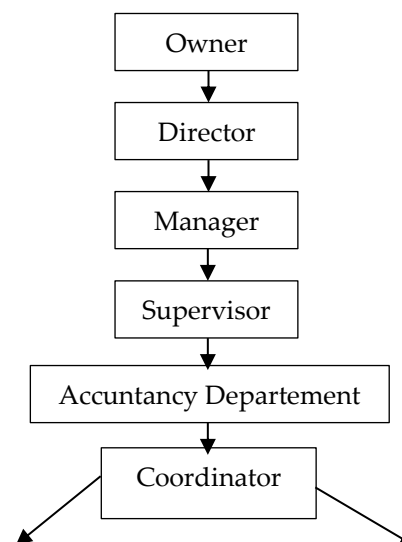 Owner
Director
Manager
Supervisor
Accuntancy Departement
Coordinator